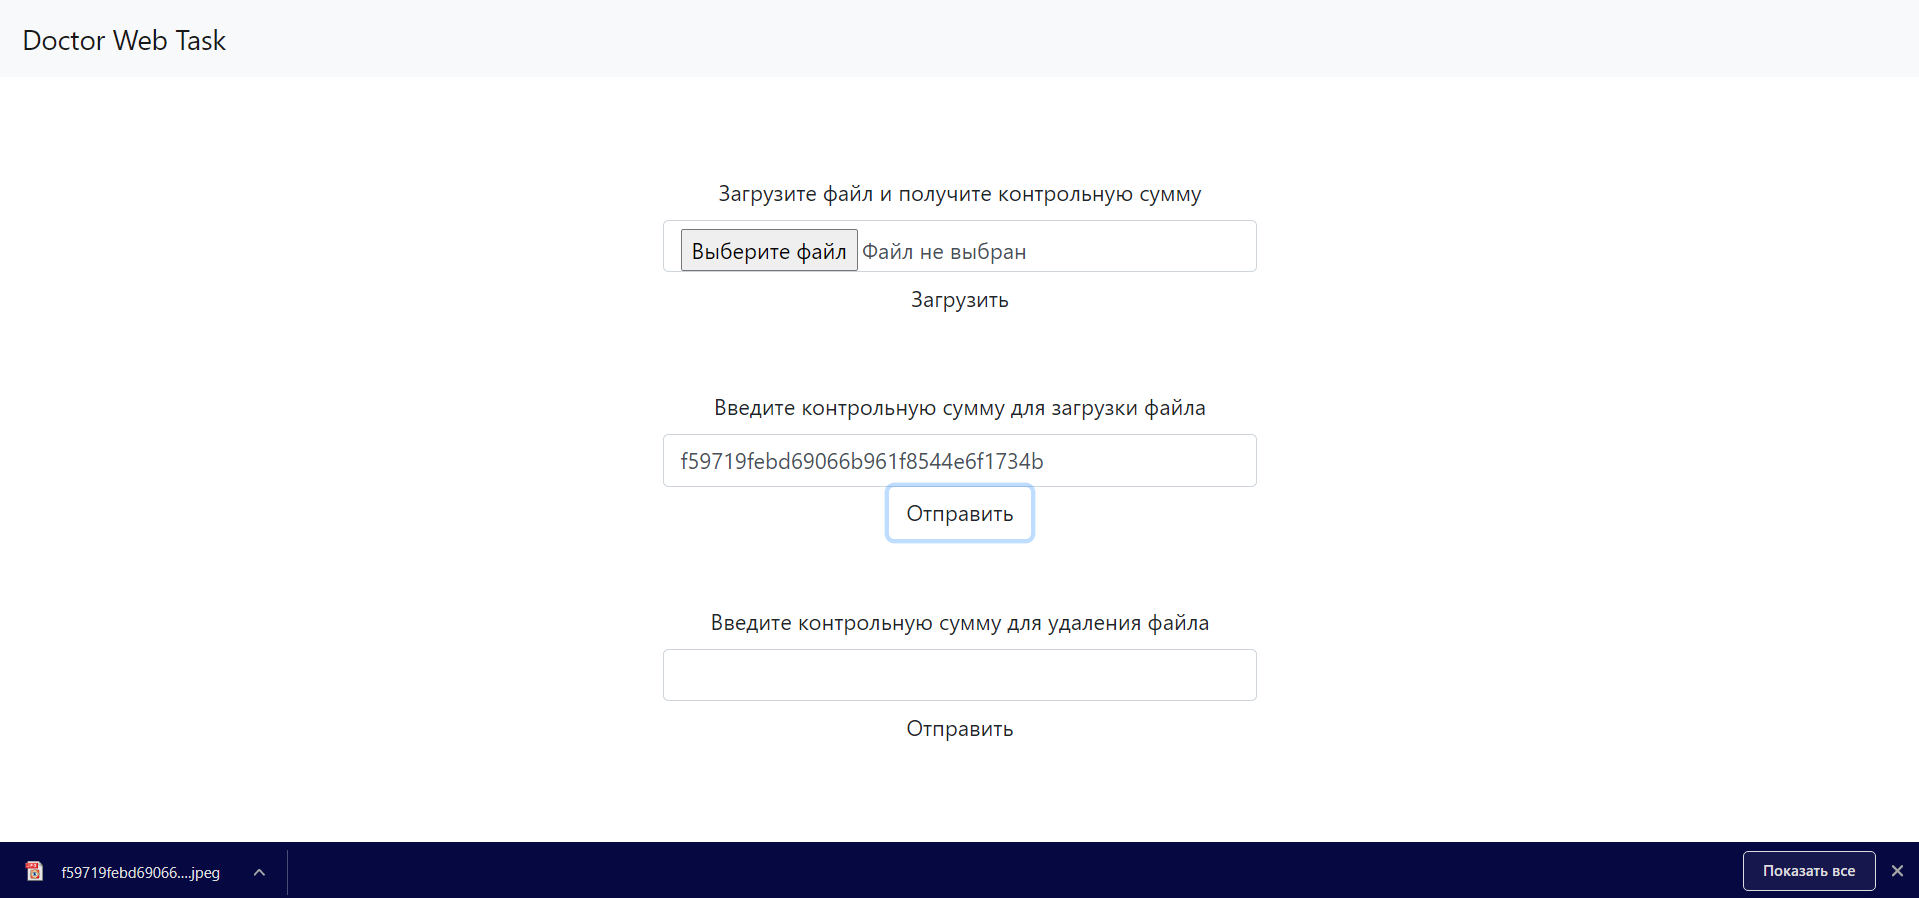 Doctor Web Task
Загрузите файл и получите контрольную сумму
Выберите файл Файл не выбран
Загрузить
Введите контрольную сумму для загрузки файла
f59719febd69066b961f8544e6f1734b
Отправить
Введите контрольную сумму для удаления файла
Отправить
f59719febd69066....jpeg
Показать все